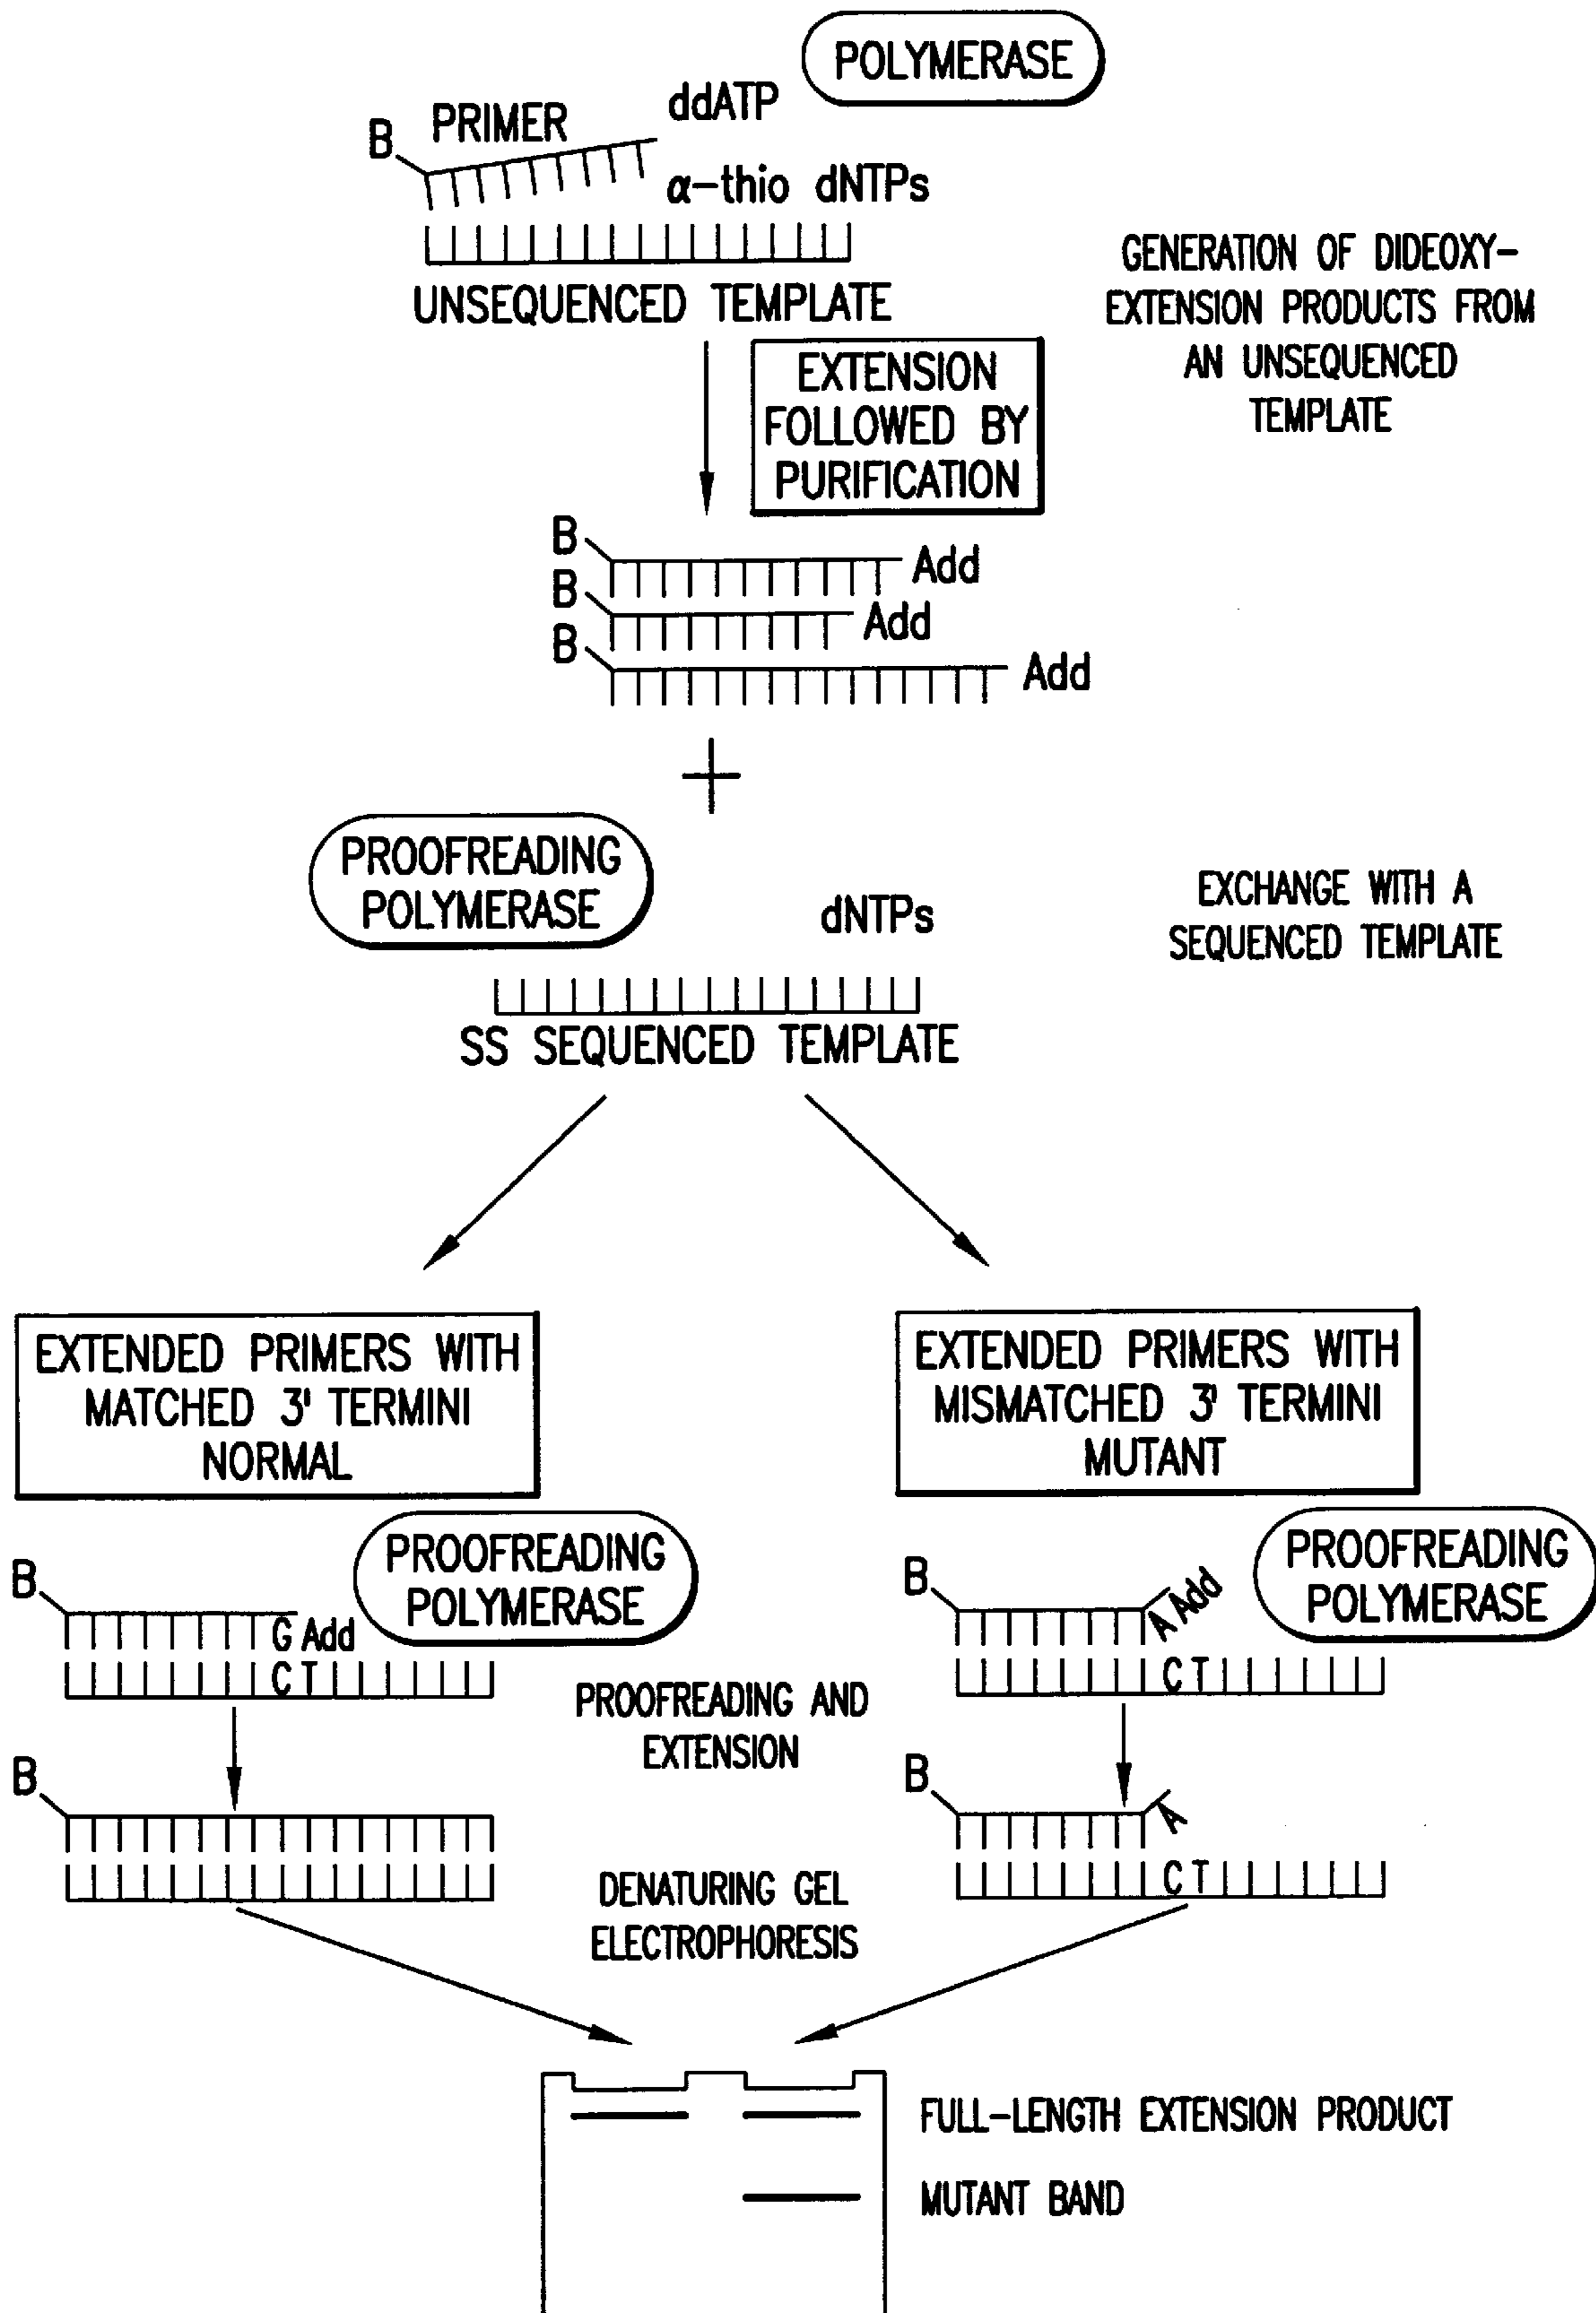 POLYMERASE
ddATP
B
PRIMER
α-thio dNTPs
UNSEQUENCED TEMPLATE
GENERATION OF DIDEOXY-
EXTENSION PRODUCTS FROM
AN UNSEQUENCED
TEMPLATE
EXTENSION
FOLLOWED BY
PURIFICATION
B
Add
B
Add
B
Add
+
PROOFREADING
POLYMERASE
dNTPs
EXCHANGE WITH A
SEQUENCED TEMPLATE
SS SEQUENCED TEMPLATE
EXTENDED PRIMERS WITH
MATCHED 3' TERMINI
NORMAL
EXTENDED PRIMERS WITH
MISMATCHED 3' TERMINI
MUTANT
PROOFREADING
POLYMERASE
B
G Add
C T
PROOFREADING
POLYMERASE
B
A Add
C T
PROOFREADING AND
EXTENSION
B
B
A
C T
DENATURING GEL
ELECTROPHORESIS
FULL-LENGTH EXTENSION PRODUCT
MUTANT BAND